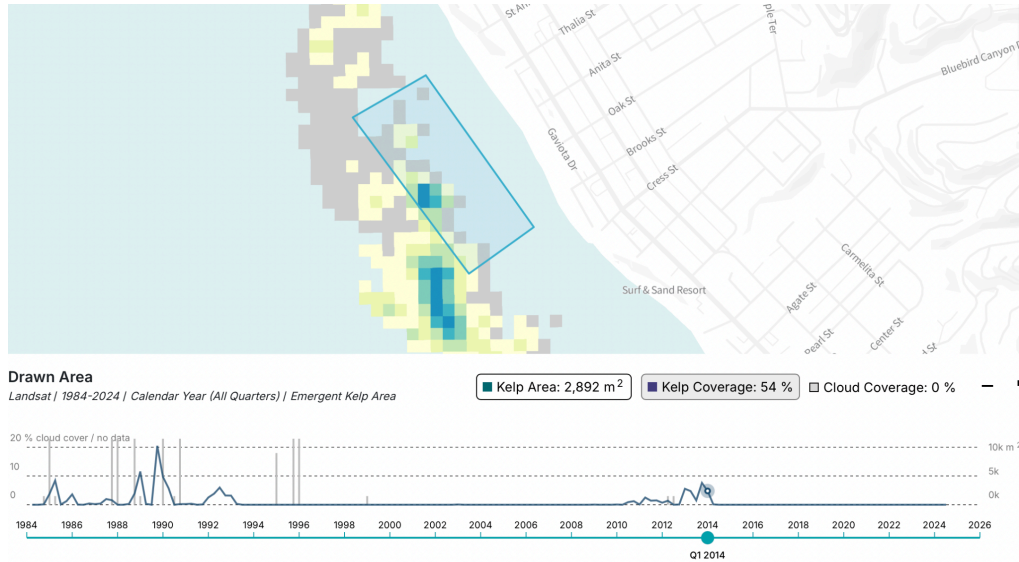 Thalia St
Anita St
Bluebird Canyon
Oak St
Gaviota Dr
Brooks St
Cress St
Carmelita St
Surf & Sand Resort
Agate St
Pearl St
Center St
Drawn Area
Landsat | 1984-2024 | Calendar Year (All Quarters) | Emergent Kelp Area
Kelp Area: 2,892 m2
Kelp Coverage: 54 %
Cloud Coverage: 0 %
20 % cloud cover / no data
10k m 2
10
5k
0
0k
1984 1986 1988 1990 1992 1994 1996 1998 2000 2002 2004 2006 2008 2010 2012 2014 2016 2018 2020 2022 2024 2026
Q1 2014